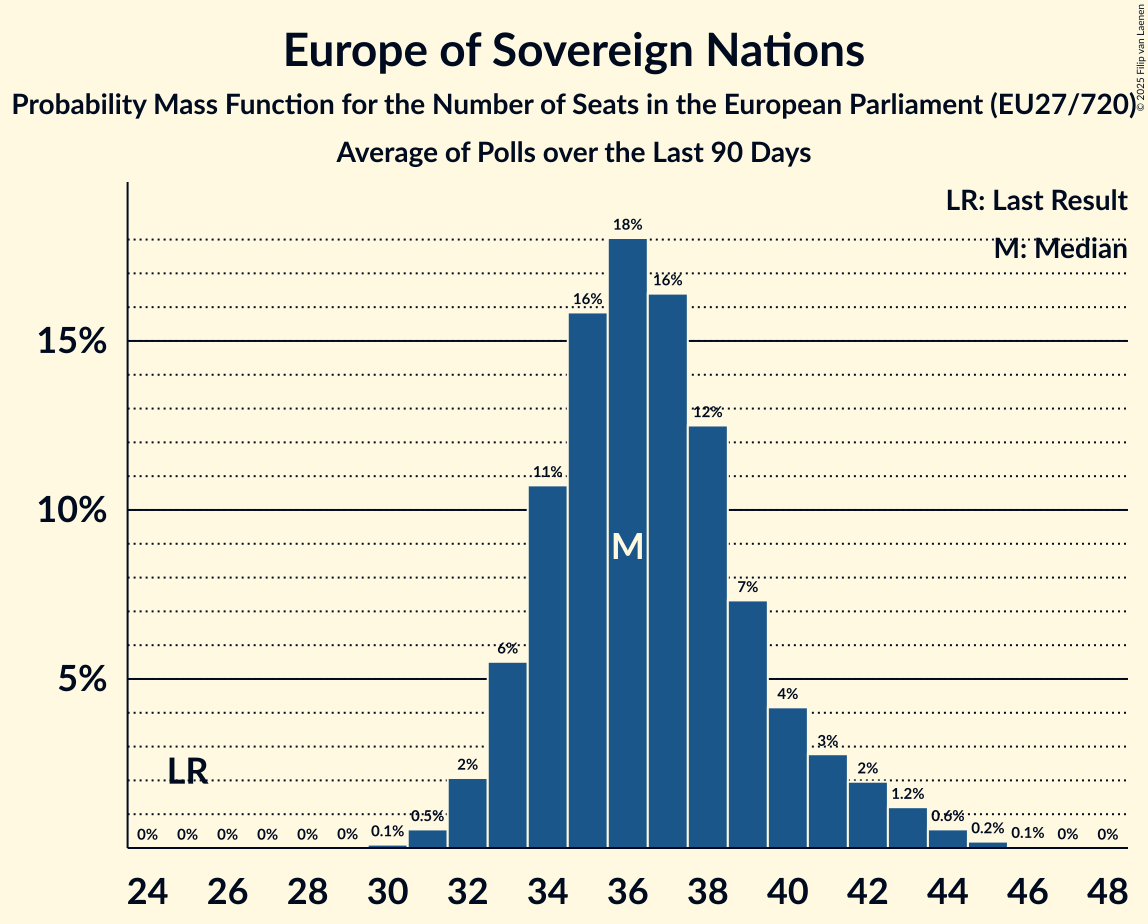 Europe of Sovereign Nations
Probability Mass Function for the Number of Seats in the European Parliament (EU27/720)
Average of Polls over the Last 90 Days
© 2025 Filip van Laenen
LR: Last Result
M: Median
15%
10%
5%
0% 0% 0% 0% 0% 0% 0.1% 0.5% 2% 6% 11% 16% 18% 16% 12% 7% 4% 3% 2% 1.2% 0.6% 0.2% 0.1% 0% 0%
LR
M
24 26 28 30 32 34 36 38 40 42 44 46 48